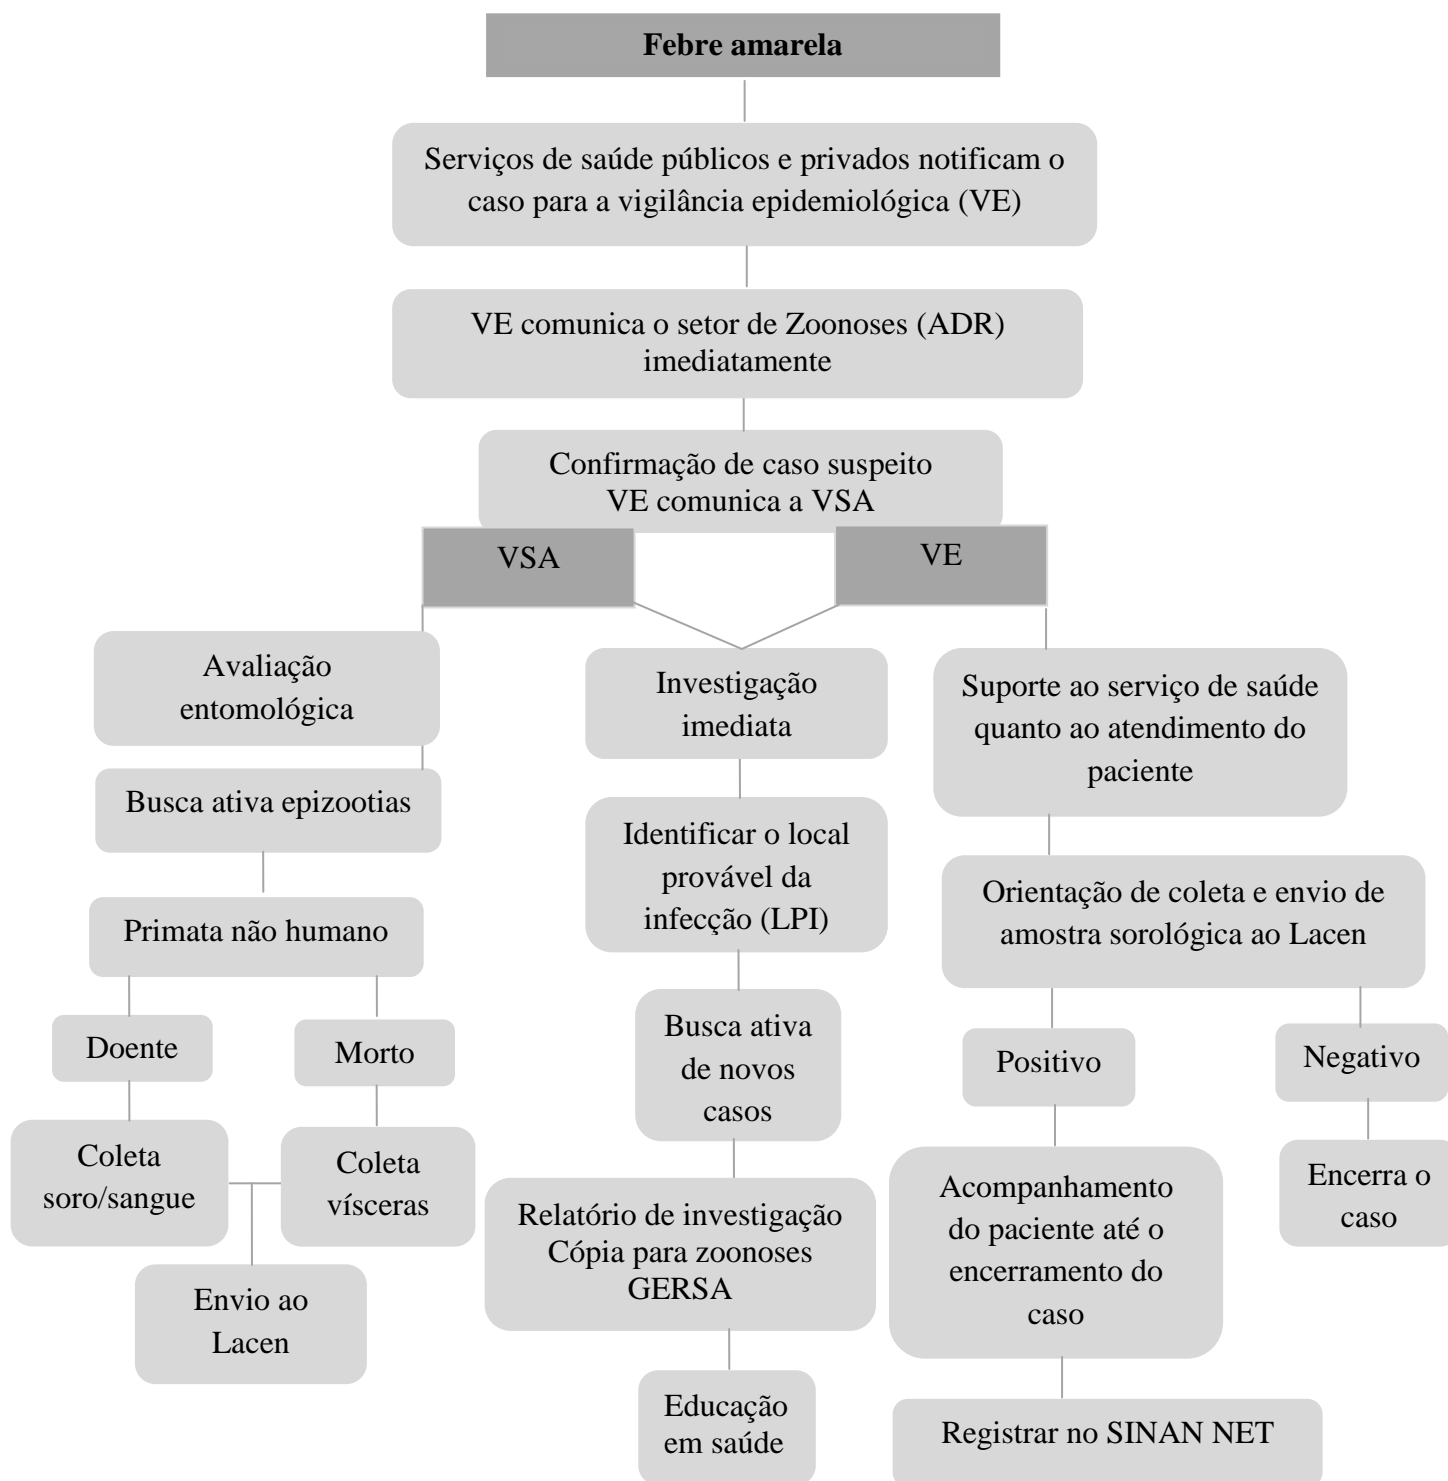 Febre amarela
Serviços de saúde públicos e privados notificam o
caso para a vigilância epidemiológica (VE)
VE comunica o setor de Zoonoses (ADR)
imediatamente
Confirmação de caso suspeito
VE comunica a VSA
VSA
VE
Avaliação
entomológica
Busca ativa epizootias
Primata não humano
Doente
Morto
Coleta
soro/sangue
Coleta
vísceras
Envio ao
Lacen
Investigação
imediata
Identificar o local
provável da
infecção (LPI)
Busca ativa
de novos
casos
Relatório de investigação
Cópia para zoonoses
GERSA
Educação
em saúde
Suporte ao serviço de saúde
quanto ao atendimento do
paciente
Orientação de coleta e envio de
amostra sorológica ao Lacen
Positivo
Negativo
Acompanhamento
do paciente até o
encerramento do
caso
Encerra o
caso
Registrar no SINAN NET